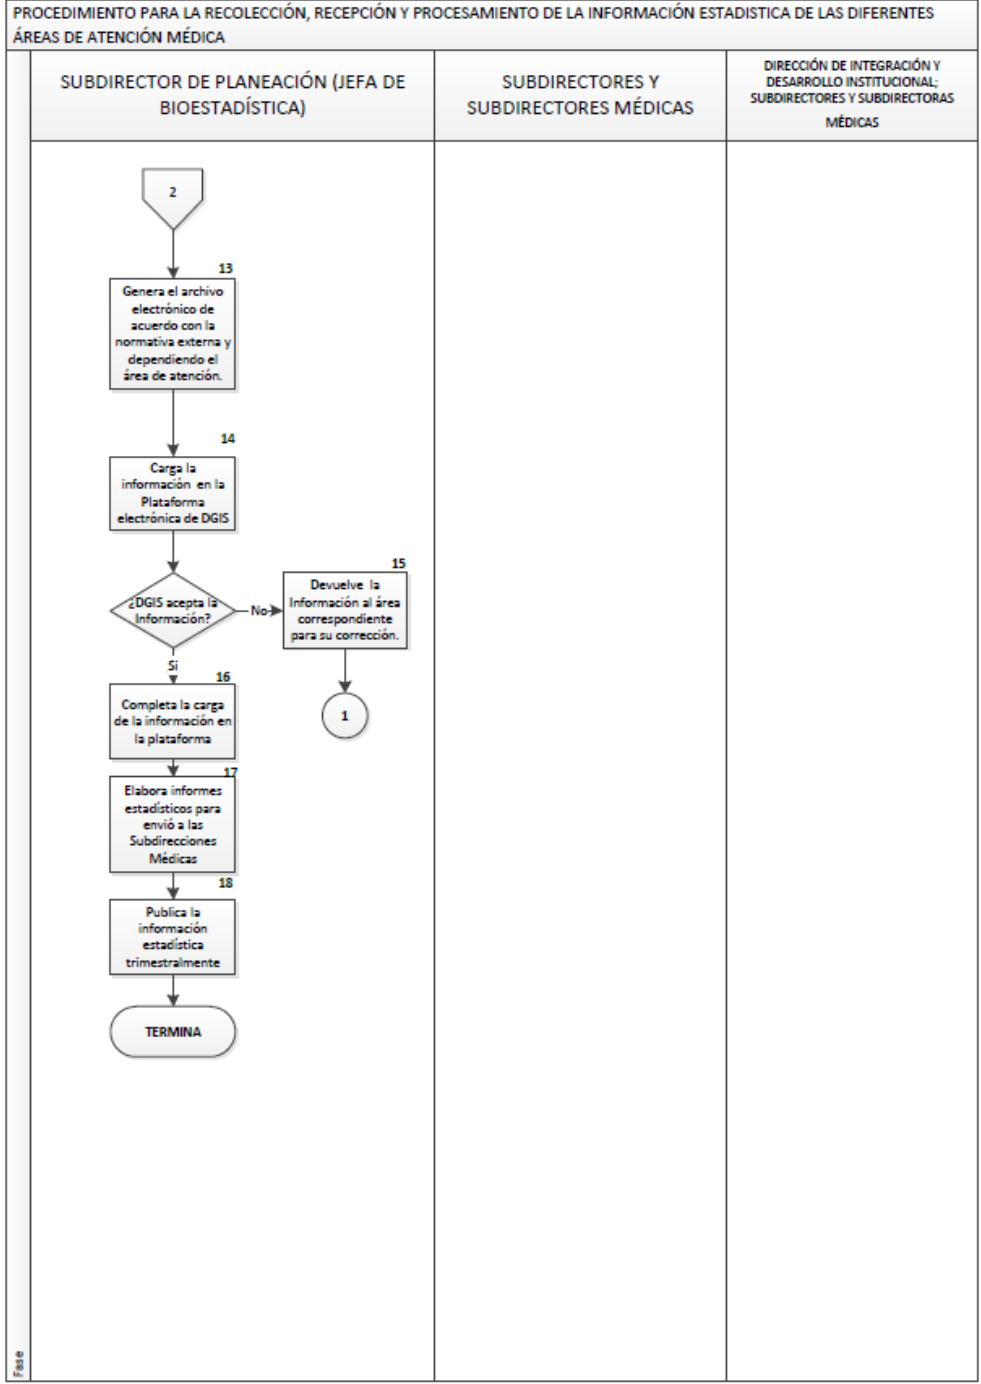 PROCEDIMIENTO PARA LA RECOLECCIÓN, RECEPCIÓN Y PROCESAMIENTO DE LA INFORMACIÓN ESTADISTICA DE LAS DIFERENTES
ÁREAS DE ATENCIÓN MÉDICA
SUBDIRECTOR DE PLANEACIÓN (JEFA DE
BIOESTADÍSTICA)
SUBDIRECTORES Y
SUBDIRECTORES MÉDICAS
DIRECCIÓN DE INTEGRACIÓN Y
DESARROLLO INSTITUCIONAL;
SUBDIRECTORES Y SUBDIRECTORAS
MÉDICAS
2
13
Genera el archivo
electrónico de
acuerdo con la
normativa externa y
dependiendo el
área de atención.
14
Carga la
información en la
Plataforma
electrónica de DGIS
¿DGIS acepta la
Información?
No
15
Devuelve la
Información al área
correspondiente
para su corrección.
1
Si
16
Completa la carga
de la información en
la plataforma
17
Elabora informes
estadísticos para
envió a las
Subdirecciones
Médicas
18
Publica la
información
estadística
trimestralmente
TERMINA
Fase